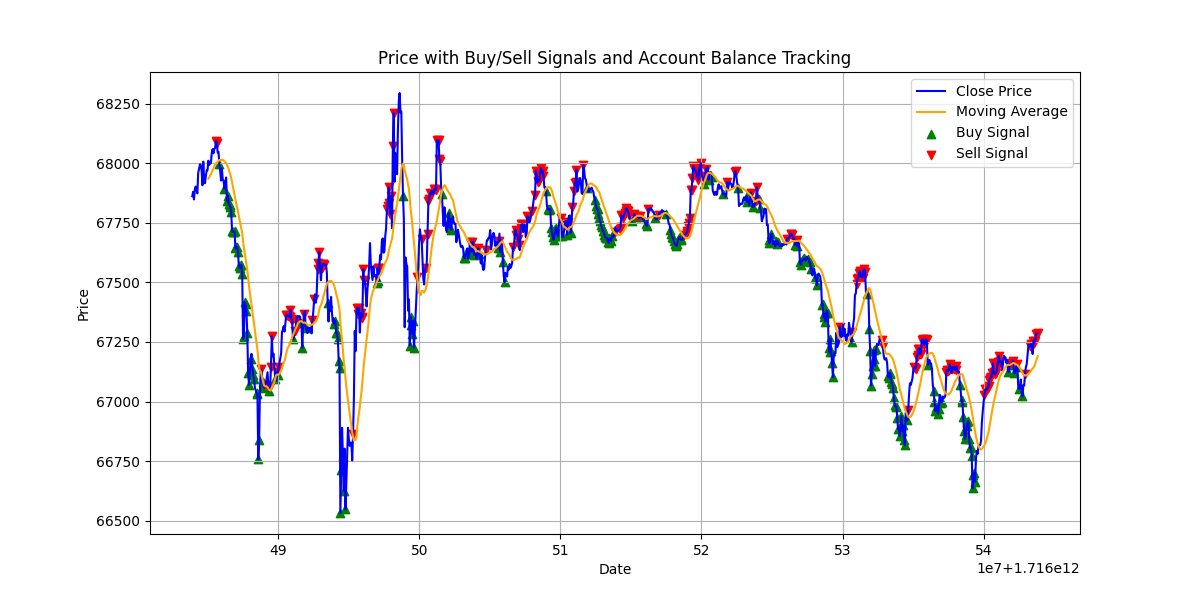 Price with Buy/Sell Signals and Account Balance Tracking
Close Price
Moving Average
Buy Signal
Sell Signal
68250
68000
67750
67500
67250
67000
66750
66500
Price
49 50 51 52 53 54
Date
1e7+1.716e12